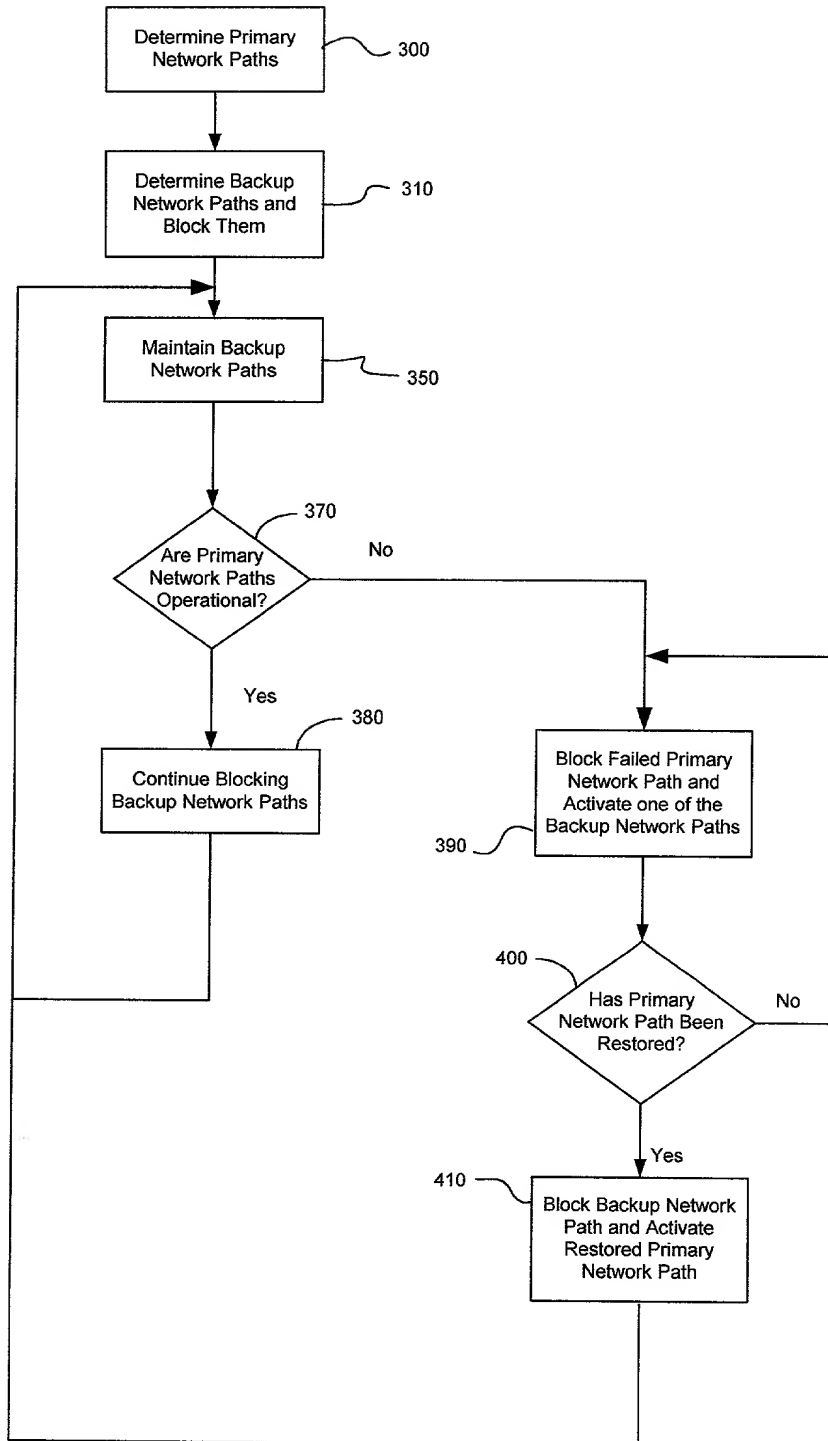 Determine Primary
Network Paths
300
Determine Backup
Network Paths and
Block Them
310
Maintain Backup
Network Paths
350
370
Are Primary
Network Paths
Operational?
No
Yes
380
Continue Blocking
Backup Network Paths
Block Failed Primary
Network Path and
Activate one of the
Backup Network Paths
390
400
Has Primary
Network Path Been
Restored?
No
Yes
410
Block Backup Network
Path and Activate
Restored Primary
Network Path